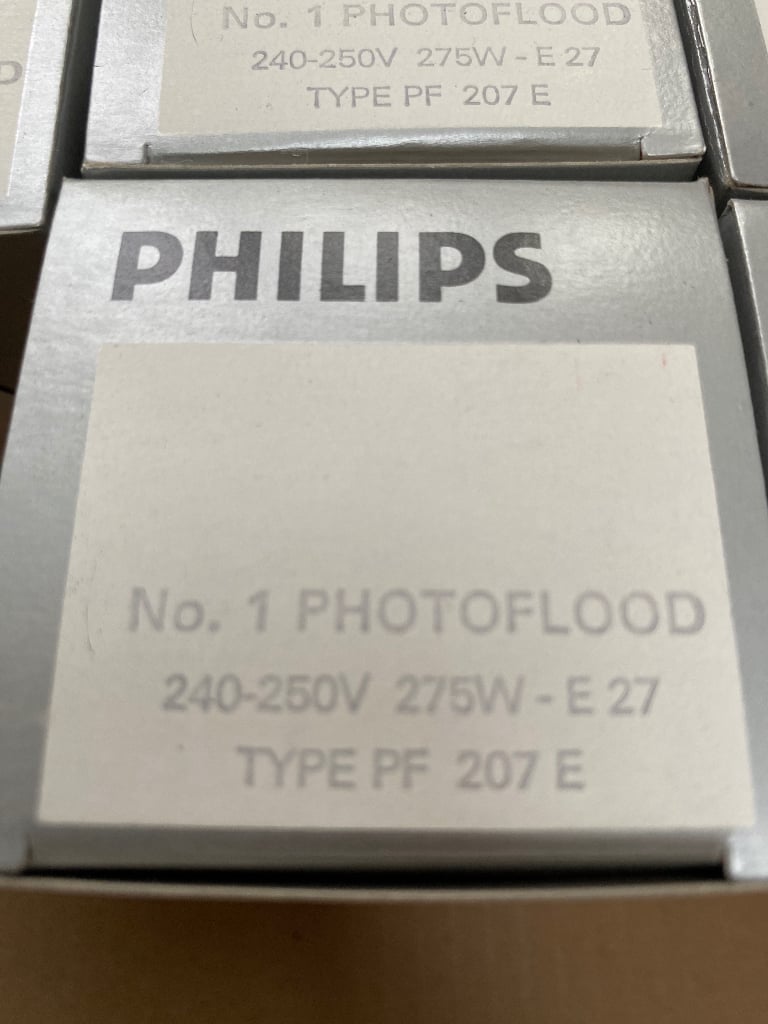 No. 1 PHOTOFLOOD
240-250V 275W - E 27
TYPE PF 207 E
D
PHILIPS
No. 1 PHOTOFLOOD
240-250V 275W - E 27
TYPE PF 207 E